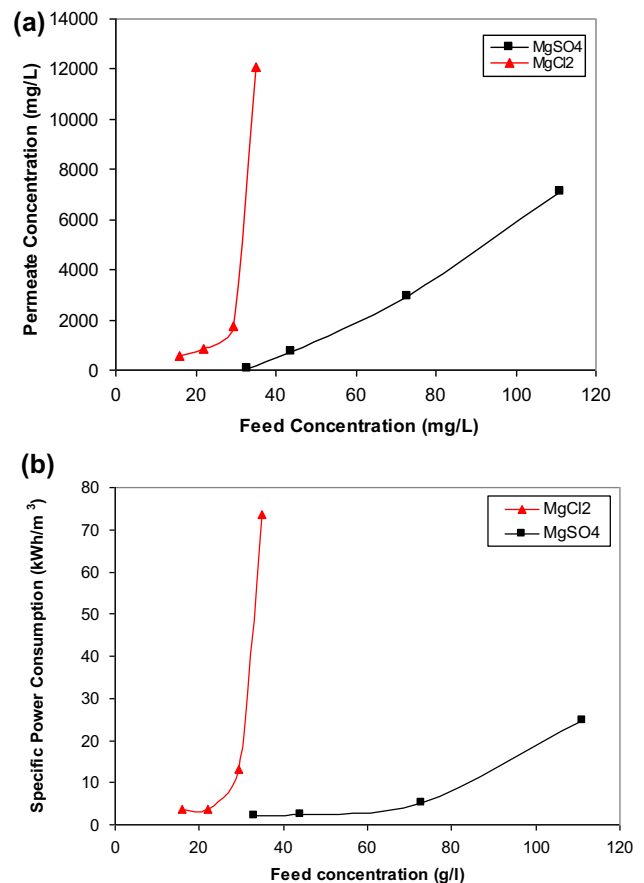 (a)
MgSO4
MgCl2
Permeate Concentration (mg/L)
14000
12000
10000
8000
6000
4000
2000
0
0 20 40 60 80 100 120
Feed Concentration (mg/L)
(b)
MgCl2
MgSO4
Specific Power Consumption (kWh/m³)
80
70
60
50
40
30
20
10
0
0 20 40 60 80 100 120
Feed concentration (g/l)